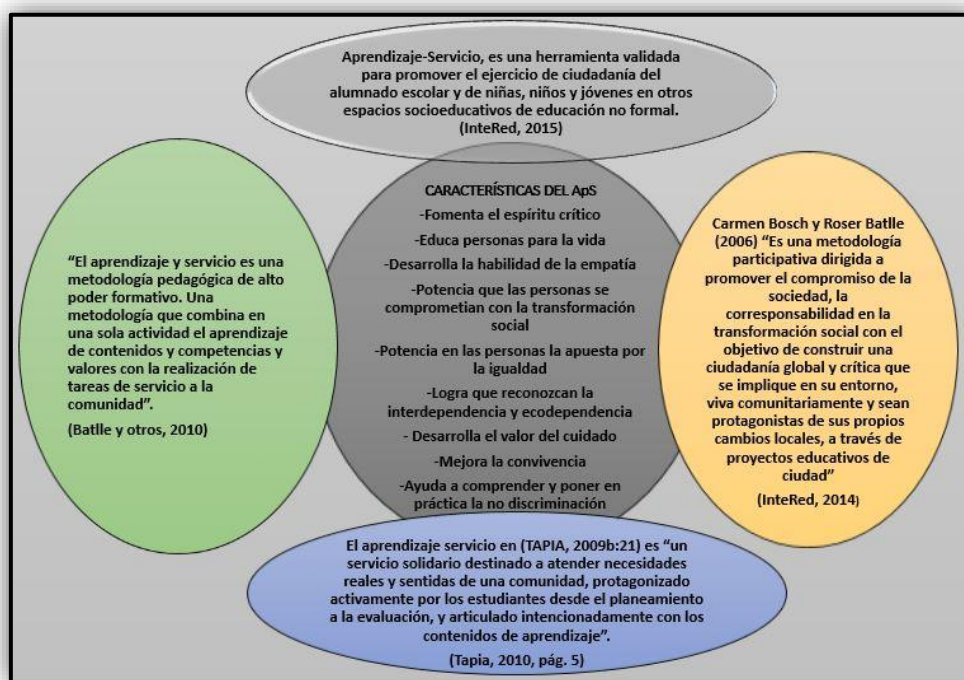 Aprendizaje-Servicio, es una herramienta validada
para promover el ejercicio de ciudadanía del
alumnado escolar y de niñas, niños y jóvenes en otros
espacios socioeducativos de educación no formal.
(InteRed, 2015)
"El aprendizaje y servicio es una
metodología pedagógica de alto
poder formativo. Una
metodología que combina en
una sola actividad el aprendizaje
de contenidos y competencias y
valores con la realización de
tareas de servicio a la
comunidad".
(Batlle y otros, 2010)
CARACTERÍSTICAS DEL ApS
-Fomenta el espíritu crítico
-Educa personas para la vida
-Desarrolla la habilidad de la empatía
-Potencia que las personas se
comprometian con la transformación
social
-Potencia en las personas la apuesta por
la igualdad
-Logra que reconozcan la
interdependencia y ecodependencia
- Desarrolla el valor del cuidado
-Mejora la convivencia
-Ayuda a comprender y poner en
práctica la no discriminación
Carmen Bosch y Roser Batlle
(2006) "Es una metodología
participativa dirigida a
promover el compromiso de la
sociedad, la
corresponsabilidad en la
transformación social con el
objetivo de construir una
ciudadanía global y crítica que
se implique en su entorno,
viva comunitariamente y sean
protagonistas de sus propios
cambios locales, a través de
proyectos educativos de
ciudad"
(InteRed, 2014)
El aprendizaje servicio en (TAPIA, 2009b:21) es "un
servicio solidario destinado a atender necesidades
reales y sentidas de una comunidad, protagonizado
activamente por los estudiantes desde el planeamiento
a la evaluación, y articulado intencionadamente con los
contenidos de aprendizaje".
(Tapia, 2010, pág. 5)